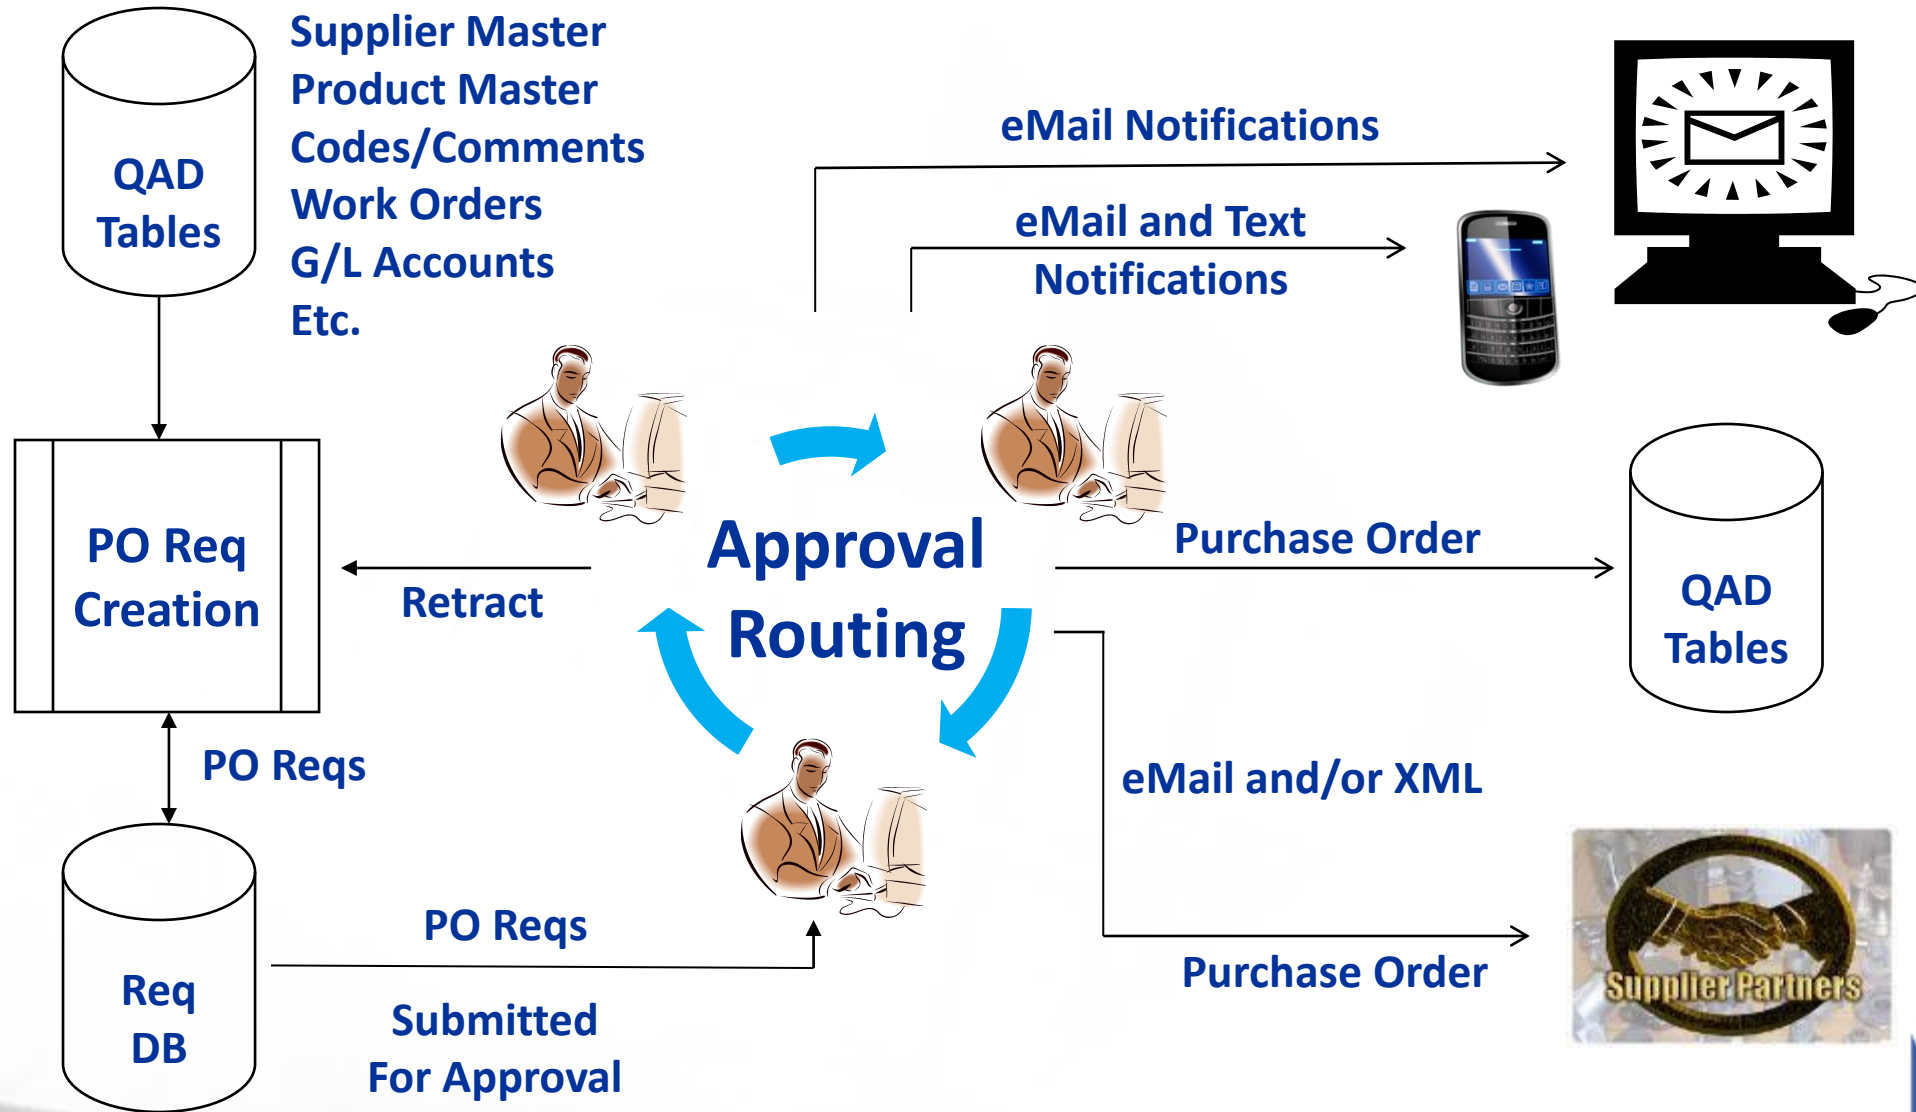 QAD
Tables
Supplier Master
Product Master
Codes/Comments
Work Orders
G/L Accounts
Etc.
eMail Notifications
eMail and Text
Notifications
PO Req
Creation
Retract
Approval
Routing
Purchase Order
QAD
Tables
PO Reqs
eMail and/or XML
Req
DB
PO Reqs
Submitted
For Approval
Purchase Order
Supplier Partners